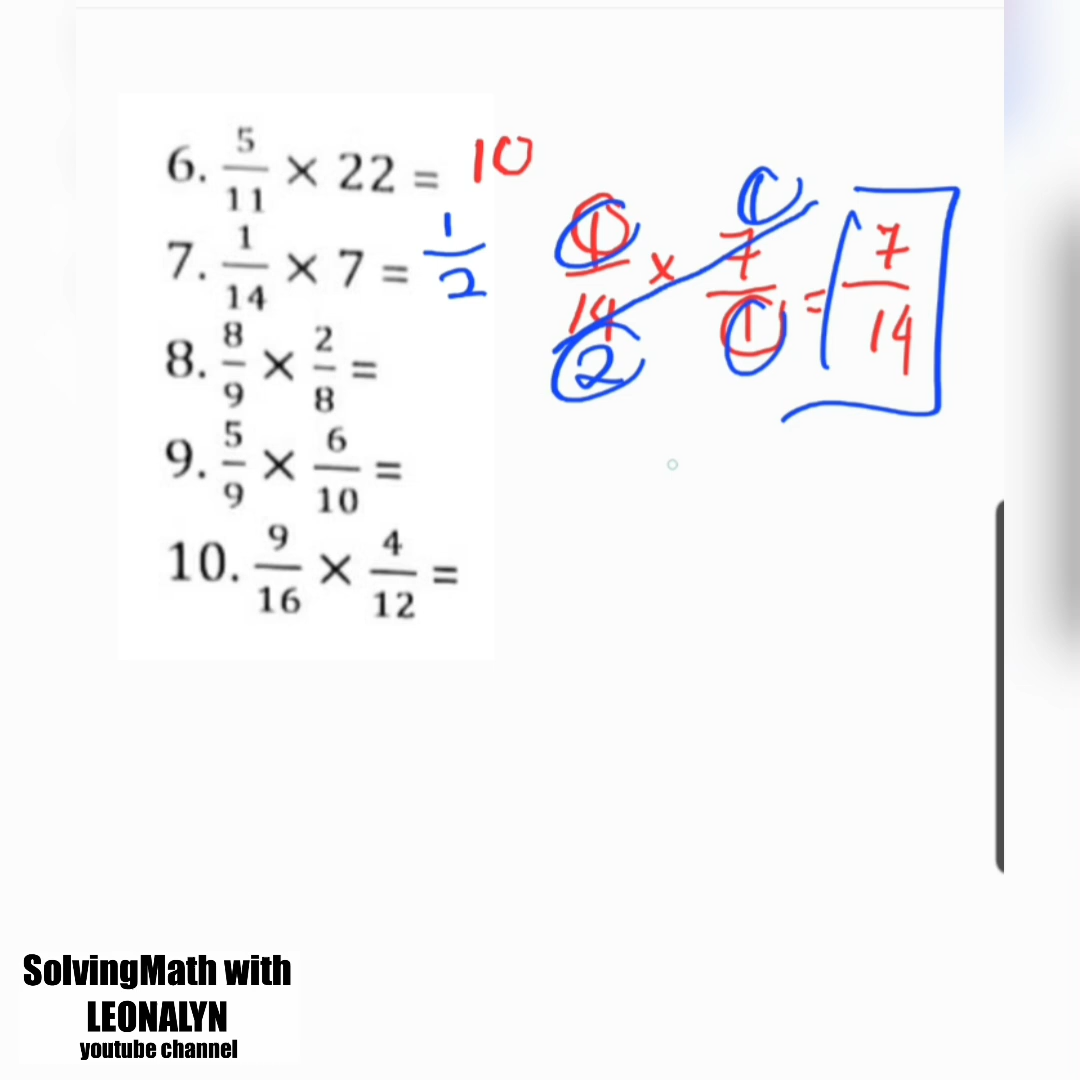 6. 5/11 × 22 = 10
7. 1/14 × 7 = 1/2
1/14 × 7/1 = 7/14
1
2
8. 8/9 × 2/8 =
9. 5/9 × 6/10 =
10. 9/16 × 4/12 =
SolvingMath with
LEONALYN
youtube channel